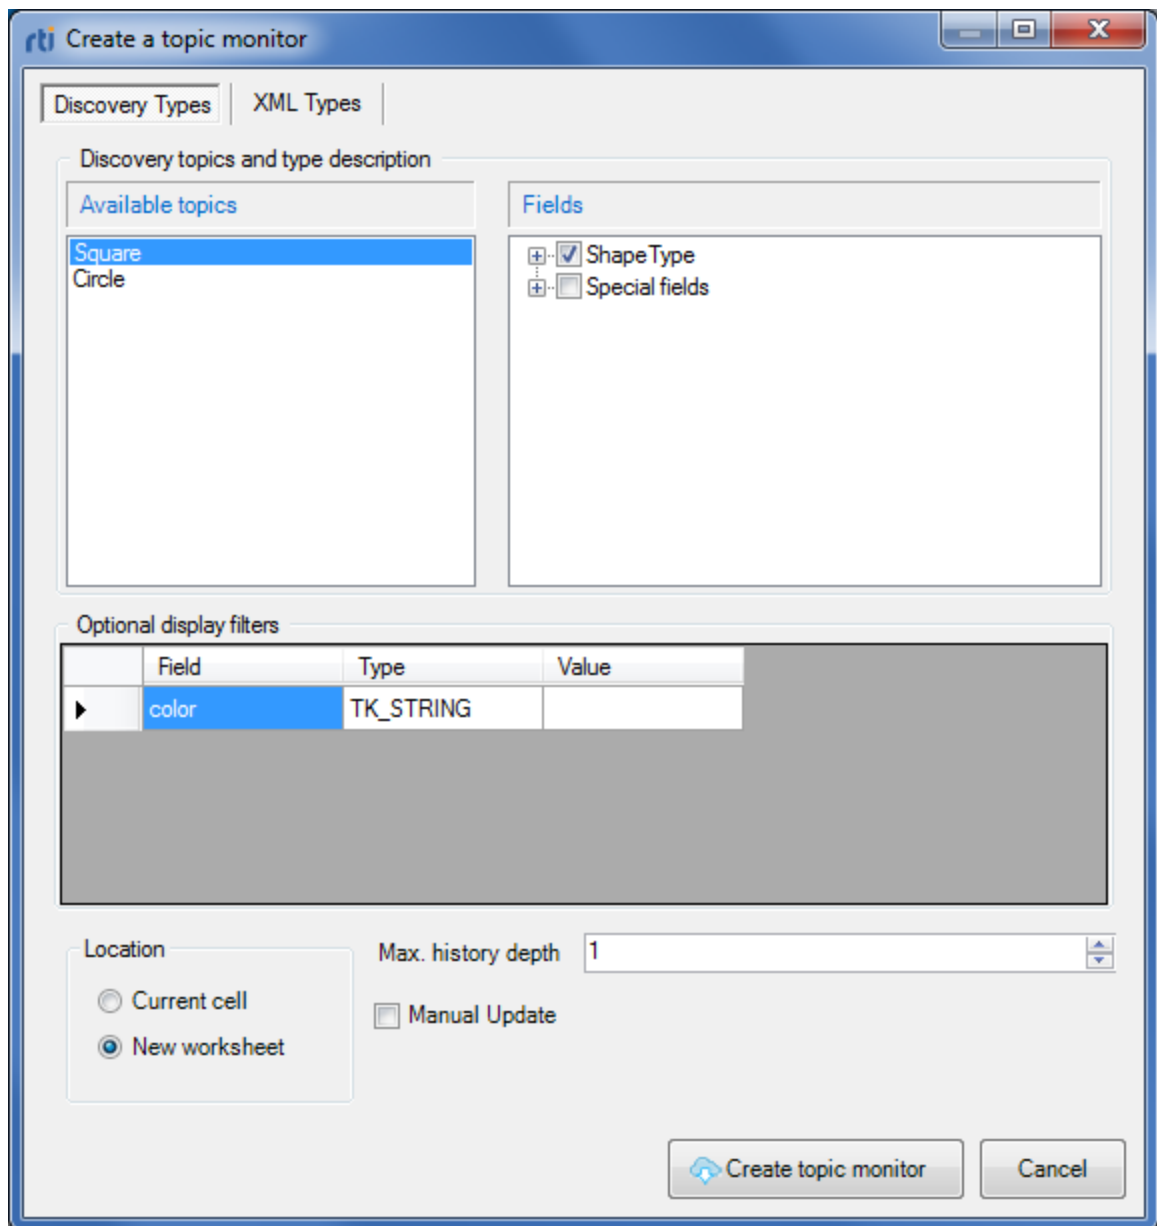 rti Create a topic monitor
Discovery Types XML Types
Discovery topics and type description
Available topics
Fields
Square
Circle
ShapeType
Special fields
Optional display filters
Field Type Value
color TK_STRING
Location
Current cell
New worksheet
Max. history depth 1
Manual Update
Create topic monitor Cancel